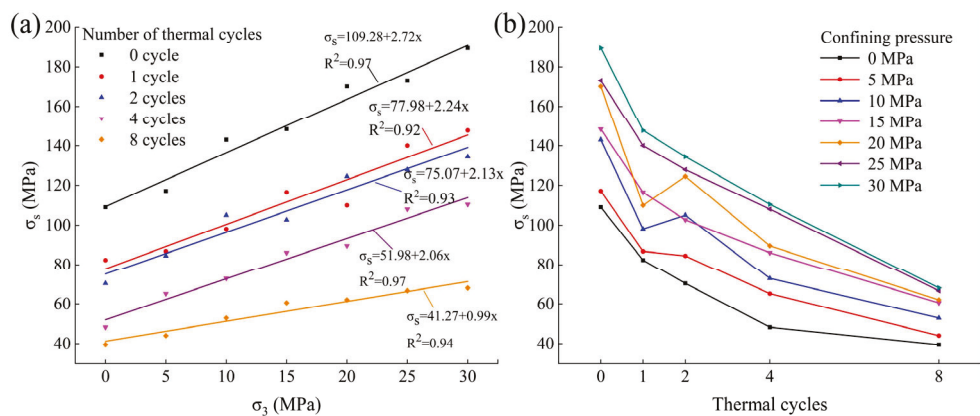 (a)
Number of thermal cycles
0 cycle
1 cycle
2 cycles
4 cycles
8 cycles
σs=109.28+2.72x
R²=0.97
σs=77.98+2.24x
R²=0.92
σs=75.07+2.13x
R²=0.93
σs=51.98+2.06x
R²=0.97
σs=41.27+0.99x
R²=0.94
200
180
160
140
120
100
80
60
40
σs (MPa)
0 5 10 15 20 25 30
σ3 (MPa)
(b)
Confining pressure
0 MPa
5 MPa
10 MPa
15 MPa
20 MPa
25 MPa
30 MPa
200
180
160
140
120
100
80
60
40
σs (MPa)
0 1 2 4 8
Thermal cycles